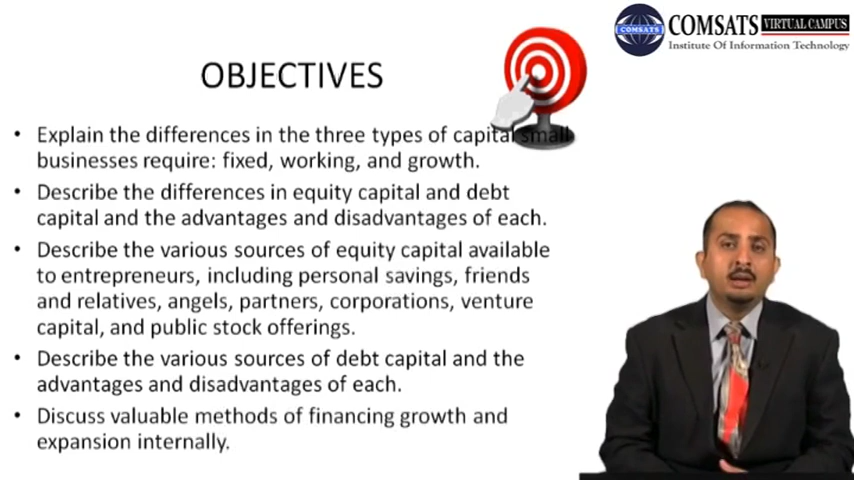 COMSATS
COMSATS VIRTUAL CAMPUS
Institute Of Information Technology
OBJECTIVES
• Explain the differences in the three types of capital small
businesses require: fixed, working, and growth.
• Describe the differences in equity capital and debt
capital and the advantages and disadvantages of each.
• Describe the various sources of equity capital available
to entrepreneurs, including personal savings, friends
and relatives, angels, partners, corporations, venture
capital, and public stock offerings.
• Describe the various sources of debt capital and the
advantages and disadvantages of each.
• Discuss valuable methods of financing growth and
expansion internally.